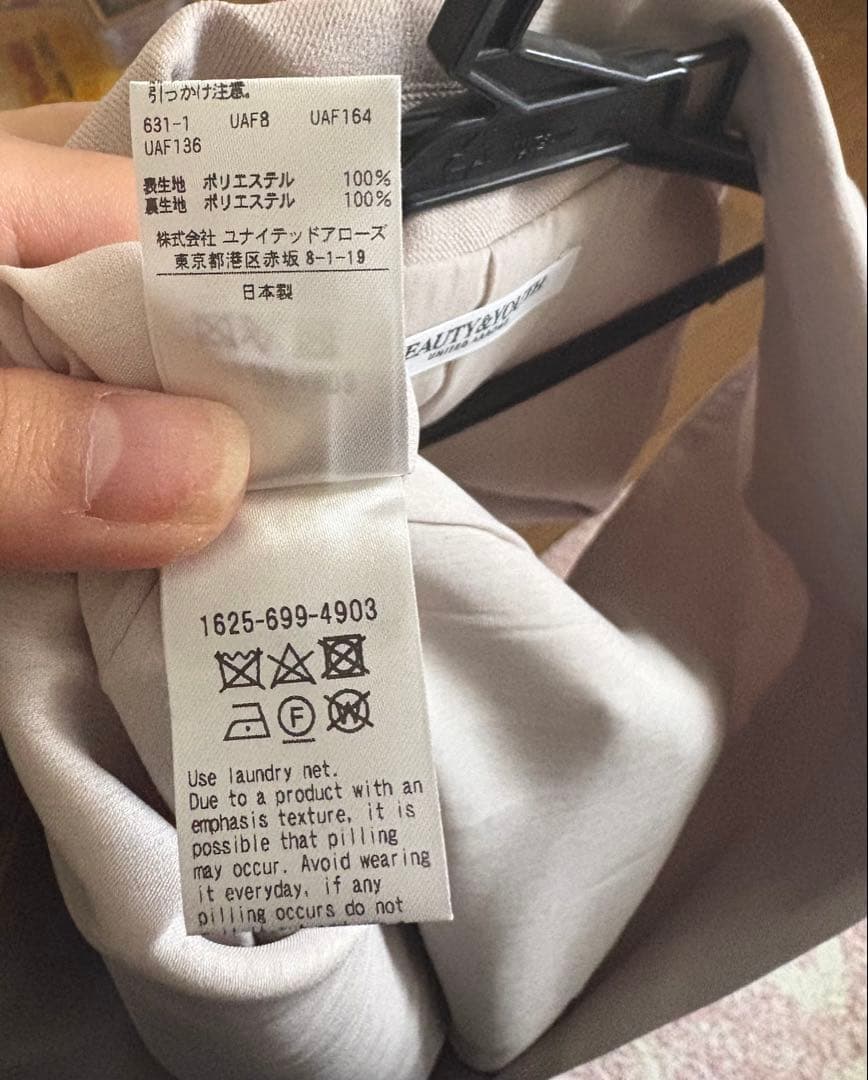 引っかけ注意。
631-1 UAF8 UAF164
UAF136
表生地 ポリエステル 100%
裏生地 ポリエステル 100%
株式会社 ユナイテッドアローズ
東京都港区赤坂 8-1-19
日本製
EAUTY&YOUTH
UNITED ARROWS
1625-699-4903
F
W
Use laundry net.
Due to a product with an
emphasis texture, it is
possible that pilling
may occur. Avoid wearing
it everyday, if any
pilling occurs do not